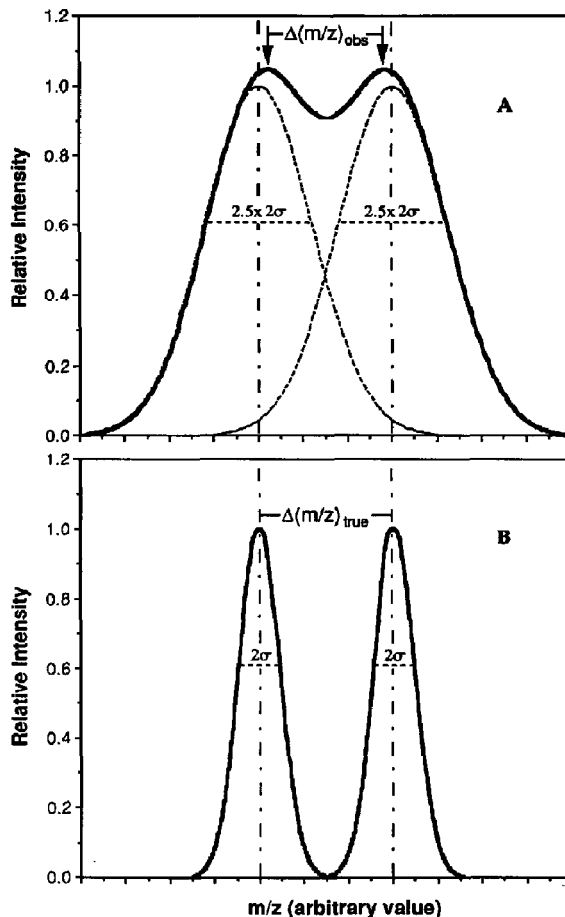 1.2
Δ(m/z)obs
1.0
A
0.8
Relative Intensity
2.5x 2σ 2.5x 2σ
0.6
0.4
0.2
0.0
1.2
Δ(m/z)true
1.0
B
0.8
Relative Intensity
2σ 2σ
0.6
0.4
0.2
0.0
m/z (arbitrary value)